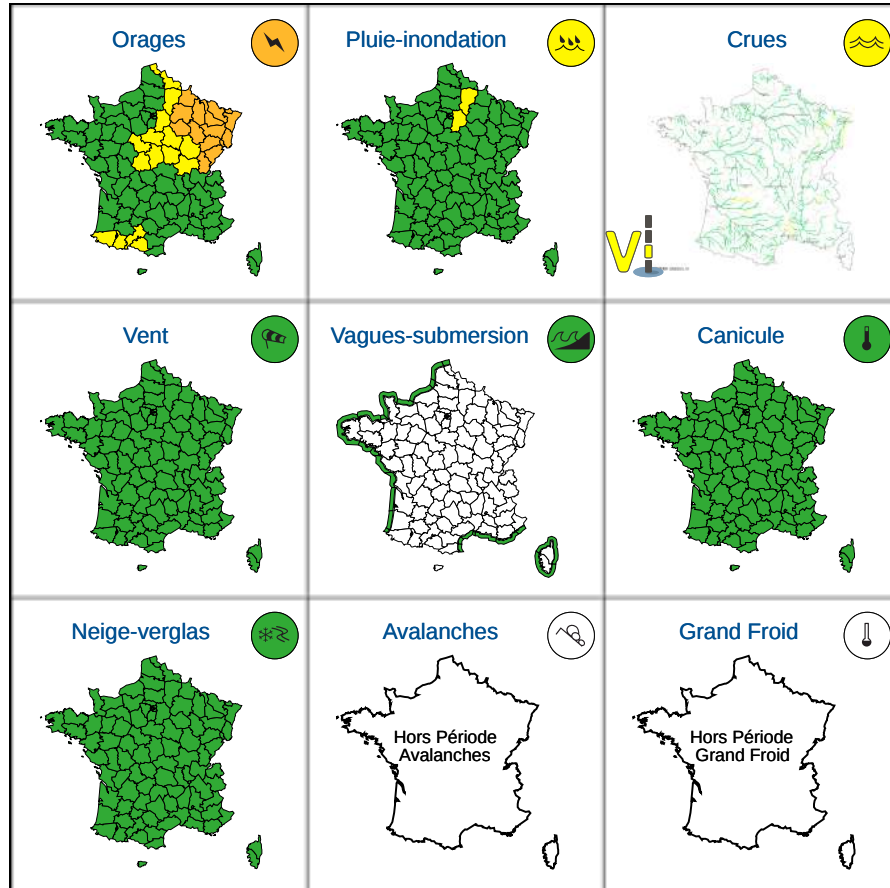 Orages
Pluie-inondation
Crues
V
Vent
Vagues-submersion
Canicule
Neige-verglas
Avalanches
Grand Froid
Hors Période
Avalanches
Hors Période
Grand Froid